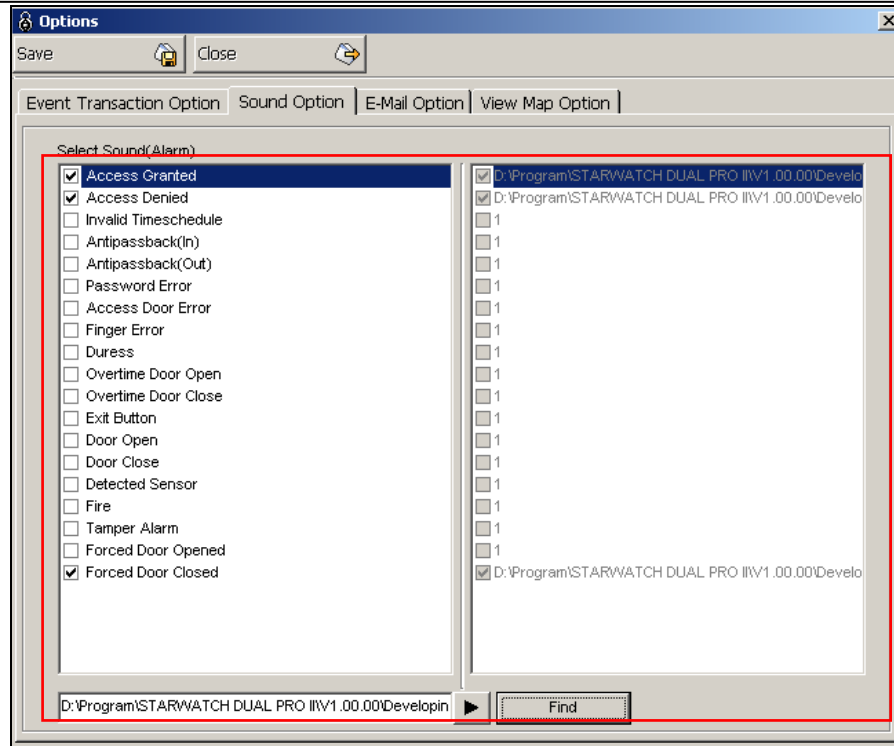 Options
Save Close
Event Transaction Option Sound Option E-Mail Option View Map Option
Select Sound(Alarm)
Access Granted D:\Program\STARWATCH DUAL PRO II\V1.00.00\Develo
Access Denied D:\Program\STARWATCH DUAL PRO II\V1.00.00\Develo
Invalid Timeschedule 1
Antipassback(In) 1
Antipassback(Out) 1
Password Error 1
Access Door Error 1
Finger Error 1
Duress 1
Overtime Door Open 1
Overtime Door Close 1
Exit Button 1
Door Open 1
Door Close 1
Detected Sensor 1
Fire 1
Tamper Alarm 1
Forced Door Opened 1
Forced Door Closed D:\Program\STARWATCH DUAL PRO II\V1.00.00\Develo
D:\Program\STARWATCH DUAL PRO II\V1.00.00\Developin Find